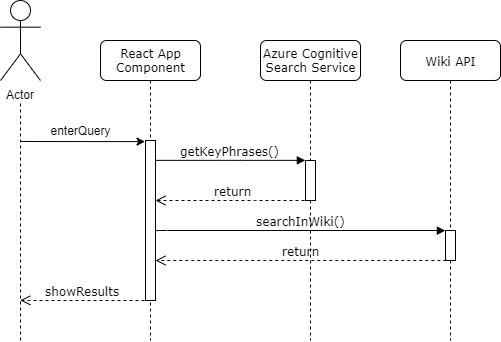 React App
Component
Azure Cognitive
Search Service
Wiki API
Actor
enterQuery
getKeyPhrases()
return
searchInWiki()
return
showResults